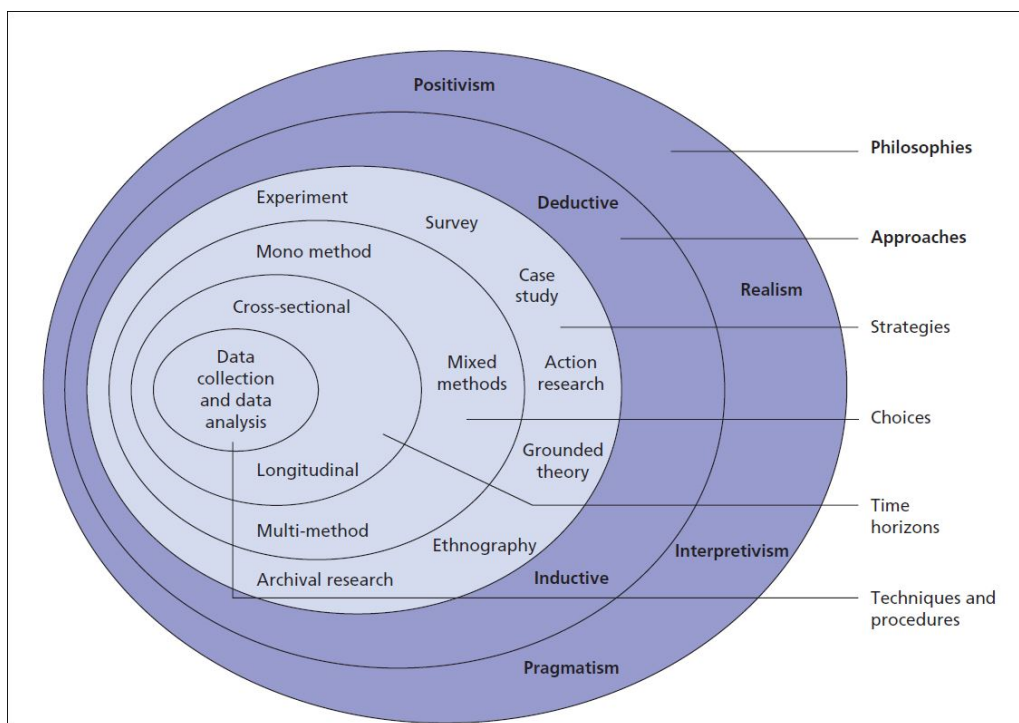 Positivism
Philosophies
Experiment
Deductive
Survey
Approaches
Mono method
Case
study
Realism
Cross-sectional
Strategies
Data
collection
and data
analysis
Mixed
methods
Action
research
Choices
Grounded
theory
Longitudinal
Time
horizons
Multi-method
Ethnography
Interpretivism
Archival research
Inductive
Techniques and
procedures
Pragmatism